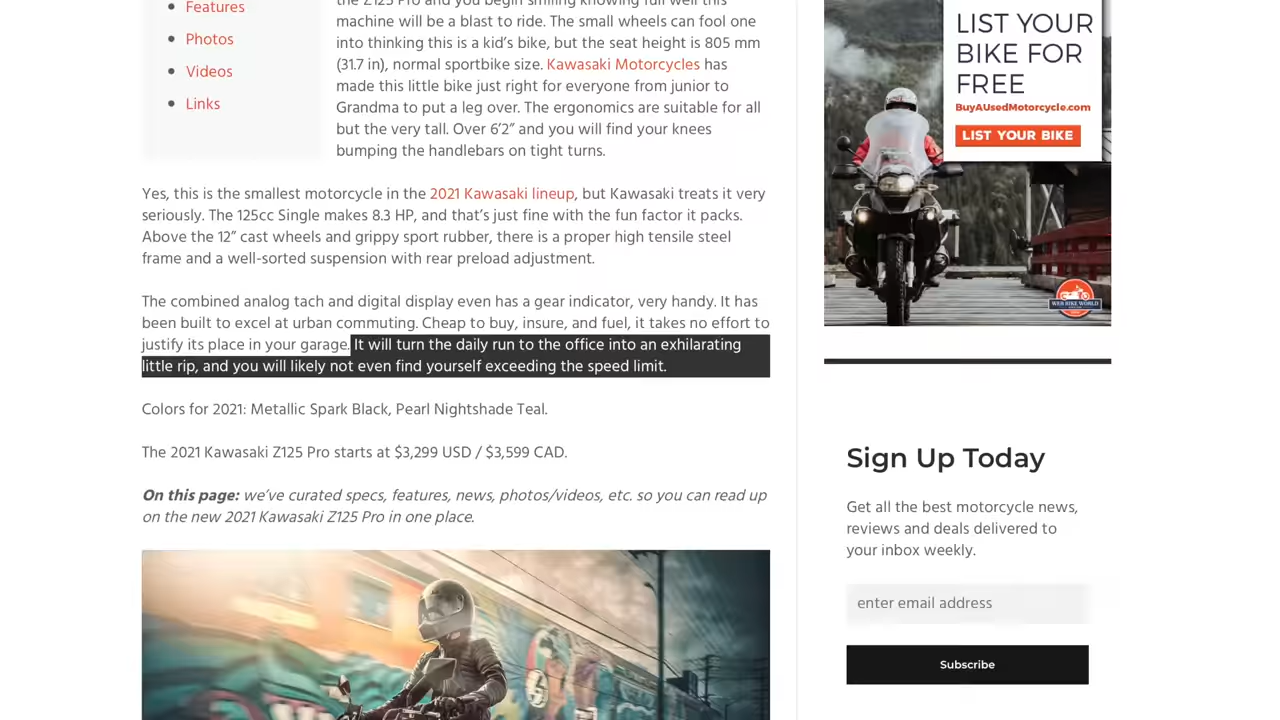 Features
Photos
Videos
Links
the Z125 Pro and you begin smiling knowing full well this
machine will be a blast to ride. The small wheels can fool one
into thinking this is a kid’s bike, but the seat height is 805 mm
(31.7 in), normal sportbike size. Kawasaki Motorcycles has
made this little bike just right for everyone from junior to
Grandma to put a leg over. The ergonomics are suitable for all
but the very tall. Over 6’2” and you will find your knees
bumping the handlebars on tight turns.
Yes, this is the smallest motorcycle in the 2021 Kawasaki lineup, but Kawasaki treats it very
seriously. The 125cc Single makes 8.3 HP, and that’s just fine with the fun factor it packs.
Above the 12” cast wheels and grippy sport rubber, there is a proper high tensile steel
frame and a well-sorted suspension with rear preload adjustment.
The combined analog tach and digital display even has a gear indicator, very handy. It has
been built to excel at urban commuting. Cheap to buy, insure, and fuel, it takes no effort to
justify its place in your garage. It will turn the daily run to the office into an exhilarating
little rip, and you will likely not even find yourself exceeding the speed limit.
Colors for 2021: Metallic Spark Black, Pearl Nightshade Teal.
The 2021 Kawasaki Z125 Pro starts at $3,299 USD / $3,599 CAD.
On this page: we’ve curated specs, features, news, photos/videos, etc. so you can read up
on the new 2021 Kawasaki Z125 Pro in one place.
LIST YOUR
BIKE FOR
FREE
BuyAUsedMotorcycle.com
LIST YOUR BIKE
WEB BIKE WORLD
Sign Up Today
Get all the best motorcycle news,
reviews and deals delivered to
your inbox weekly.
enter email address
Subscribe